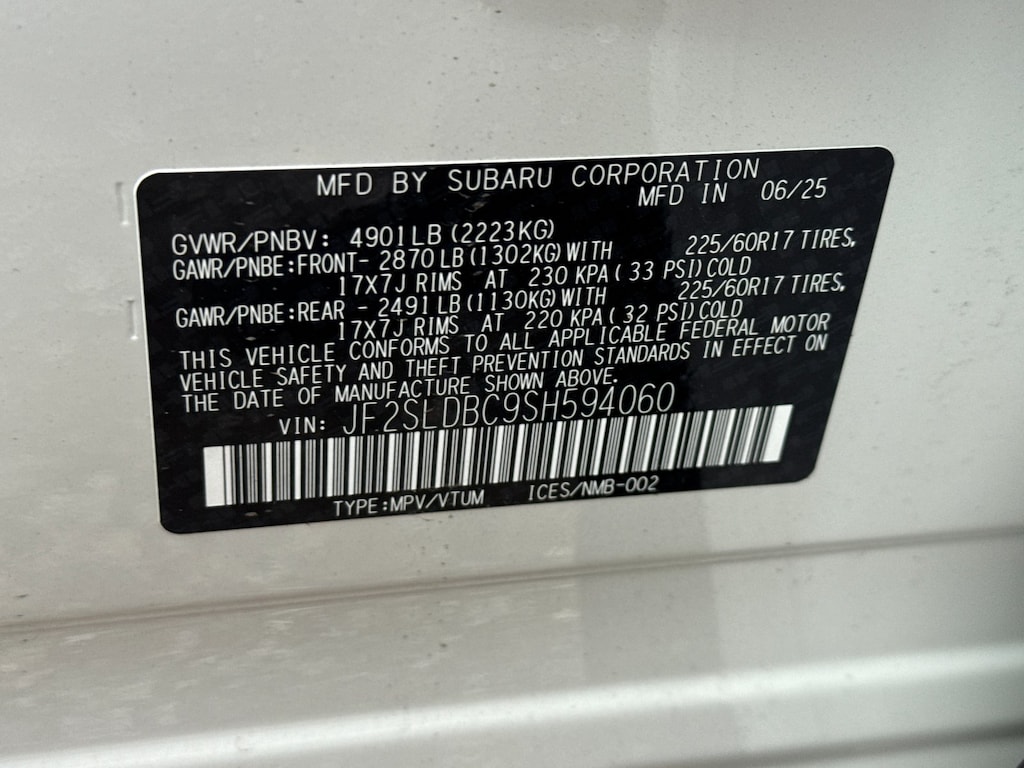 MFD BY SUBARU CORPORATION
MFD IN 06/25
GVWR/PNBV: 4901LB(2223KG)
GAWR/PNBE:FRONT- 2870LB(1302KG)WITH 225/60R17 TIRES,
17X7J RIMS AT 230 KPA( 33 PSI)COLD
GAWR/PNBE:REAR - 2491LB(1130KG)WITH 225/60R17 TIRES,
17X7J RIMS AT 220 KPA( 32 PSI)COLD
THIS VEHICLE CONFORMS TO ALL APPLICABLE FEDERAL MOTOR
VEHICLE SAFETY AND THEFT PREVENTION STANDARDS IN EFFECT ON
THE DATE OF MANUFACTURE SHOWN ABOVE.
VIN: JF2SLDBC9SH594060
TYPE:MPV/VTUM ICES/NMB-002